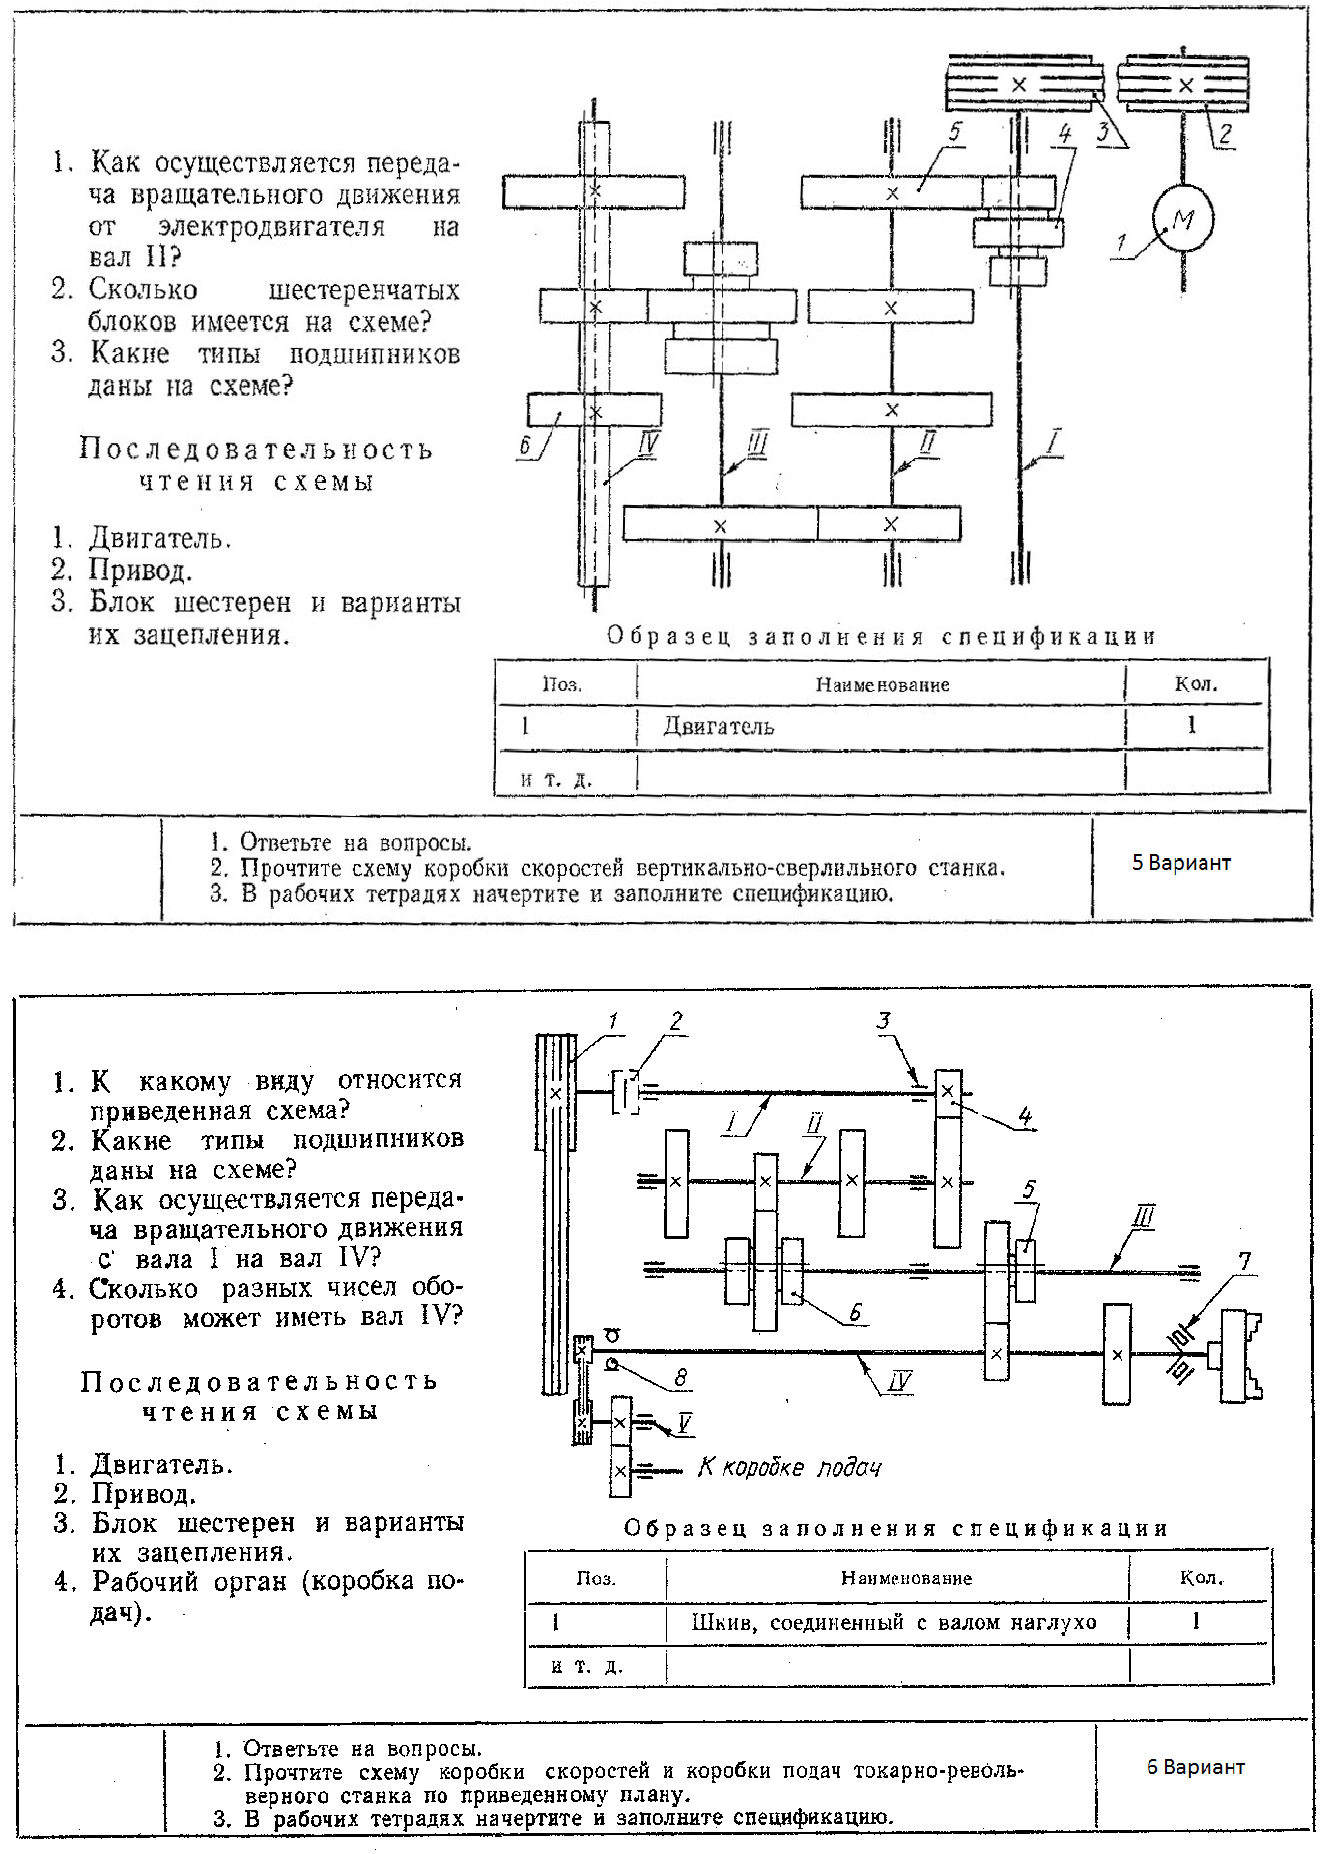 1. Как осуществляется переда-
ча вращательного движения
от электродвигателя на
вал II?
2. Сколько шестеренчатых
блоков имеется на схеме?
3. Какие типы подшипников
даны на схеме?
Последовательность
чтения схемы
1. Двигатель.
2. Привод.
3. Блок шестерен и варианты
их зацепления.
5
4
3
2
1
М
6
IV
III
II
I
Образец заполнения спецификации
Поз. Наименование Кол.
1 Двигатель 1
и т. д.
1. Ответьте на вопросы.
2. Прочтите схему коробки скоростей вертикально-сверлильного станка.
3. В рабочих тетрадях начертите и заполните спецификацию.
5 Вариант
1. К какому виду относится
приведенная схема?
2. Какие типы подшипников
даны на схеме?
3. Как осуществляется переда-
ча вращательного движения
с вала I на вал IV?
4. Сколько разных чисел обо-
ротов может иметь вал IV?
Последовательность
чтения схемы
1. Двигатель.
2. Привод.
3. Блок шестерен и варианты
их зацепления.
4. Рабочий орган (коробка по-
дач).
1
2
3
I
II
4
5
III
7
6
8
IV
V
К коробке подач
Образец заполнения спецификации
Поз. Наименование Кол.
1 Шкив, соединенный с валом наглухо 1
и т. д.
1. Ответьте на вопросы.
2. Прочтите схему коробки скоростей и коробки подач токарно-револь-
верного станка по приведенному плану.
3. В рабочих тетрадях начертите и заполните спецификацию.
6 Вариант